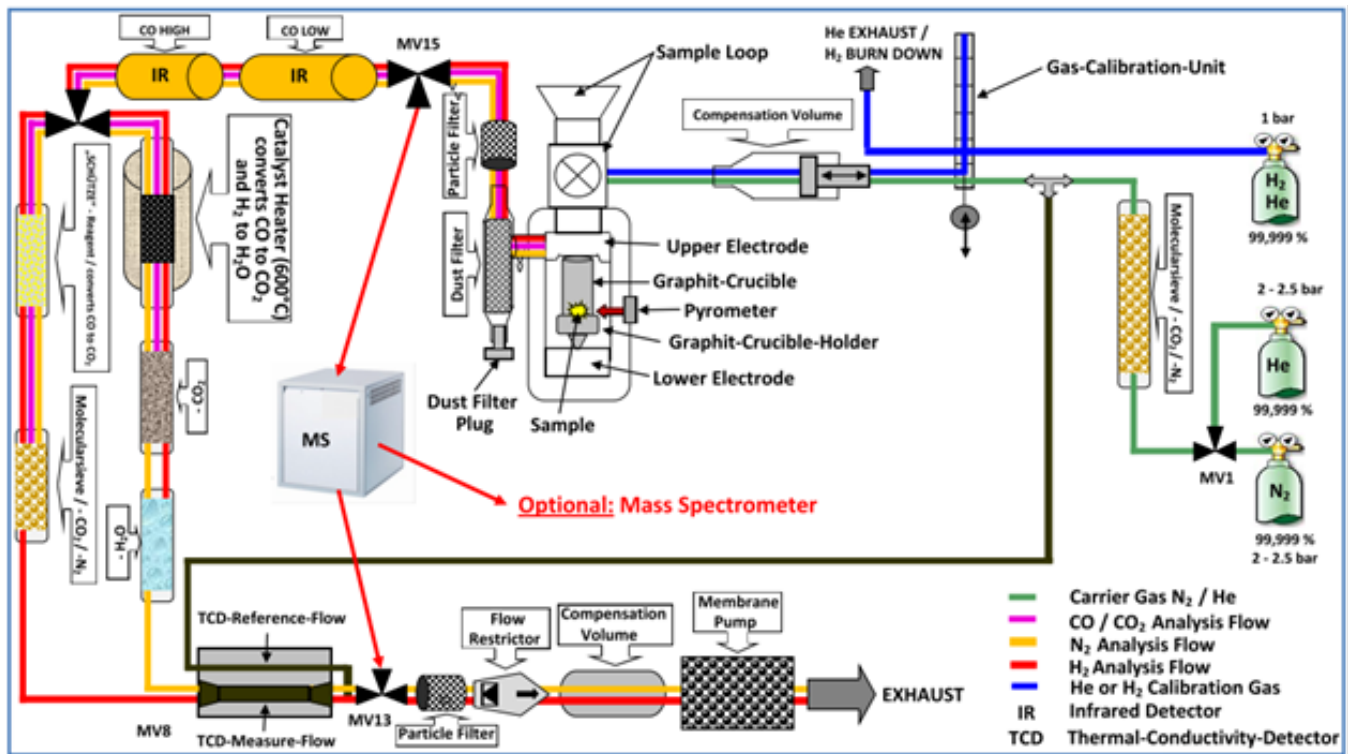 CO HIGH
CO LOW
MV15
IR
IR
Sample Loop
He EXHAUST /
H₂ BURN DOWN
Gas-Calibration-Unit
Compensation Volume
1 bar
H₂
He
99,999 %
Particle Filter
Catalyst Heater (600°C)
converts CO to CO₂
and H₂ to H₂O
„SCHÜTZE" - Reagent / converts CO to CO₂
Dust Filter
Upper Electrode
Graphit-Crucible
Pyrometer
Graphit-Crucible-Holder
Lower Electrode
Molecularsieve / - CO₂ / -N₂
2 - 2.5 bar
He
99,999 %
- CO₂
Dust Filter
Plug
Sample
MS
MV1
N₂
99,999 %
2 - 2.5 bar
Molecularsieve / - CO₂ / -N₂
- H₂O
Optional: Mass Spectrometer
TCD-Reference-Flow
Flow
Restrictor
Compensation
Volume
Membrane
Pump
EXHAUST
MV8
TCD-Measure-Flow
MV13
Particle Filter
Carrier Gas N₂ / He
CO / CO₂ Analysis Flow
N₂ Analysis Flow
H₂ Analysis Flow
He or H₂ Calibration Gas
IR Infrared Detector
TCD Thermal-Conductivity-Detector